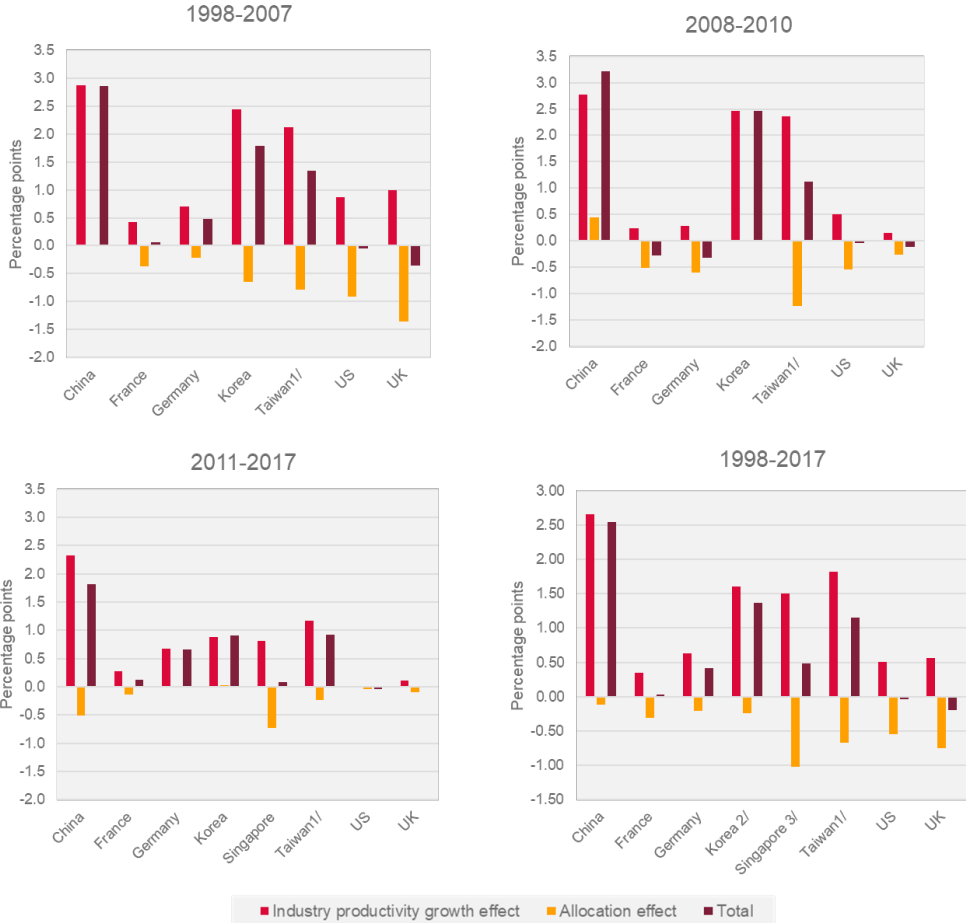 1998-2007
Percentage points
3.5
3.0
2.5
2.0
1.5
1.0
0.5
0.0
-0.5
-1.0
-1.5
-2.0
China
France
Germany
Korea
Taiwan1/
US
UK
2008-2010
Percentage points
3.5
3.0
2.5
2.0
1.5
1.0
0.5
0.0
-0.5
-1.0
-1.5
-2.0
China
France
Germany
Korea
Taiwan1/
US
UK
2011-2017
Percentage points
3.5
3.0
2.5
2.0
1.5
1.0
0.5
0.0
-0.5
-1.0
-1.5
-2.0
China
France
Germany
Korea
Singapore
Taiwan1/
US
UK
1998-2017
Percentage points
3.00
2.50
2.00
1.50
1.00
0.50
0.00
-0.50
-1.00
-1.50
China
France
Germany
Korea 2/
Singapore 3/
Taiwan1/
US
UK
Industry productivity growth effect Allocation effect Total